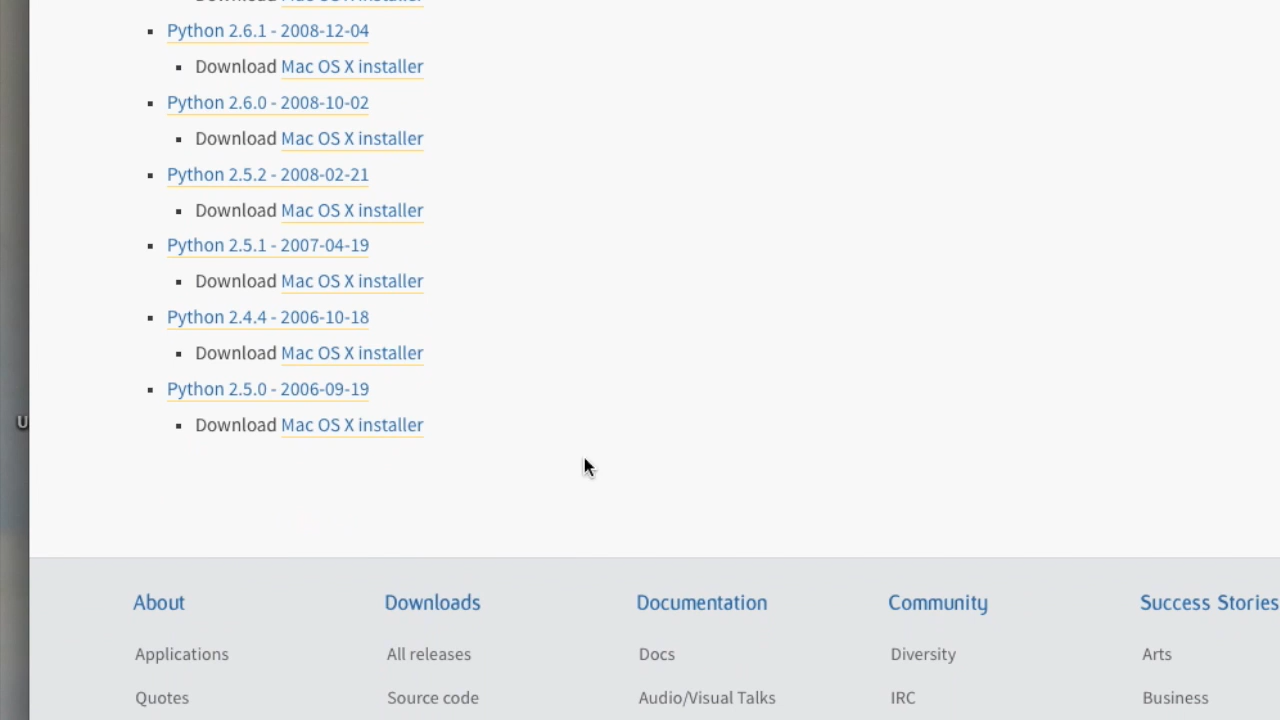 Download Mac OS X installer
Python 2.6.1 - 2008-12-04
Download Mac OS X installer
Python 2.6.0 - 2008-10-02
Download Mac OS X installer
Python 2.5.2 - 2008-02-21
Download Mac OS X installer
Python 2.5.1 - 2007-04-19
Download Mac OS X installer
Python 2.4.4 - 2006-10-18
Download Mac OS X installer
Python 2.5.0 - 2006-09-19
Download Mac OS X installer
U
About Downloads Documentation Community Success Stories
Applications All releases Docs Diversity Arts
Quotes Source code Audio/Visual Talks IRC Business